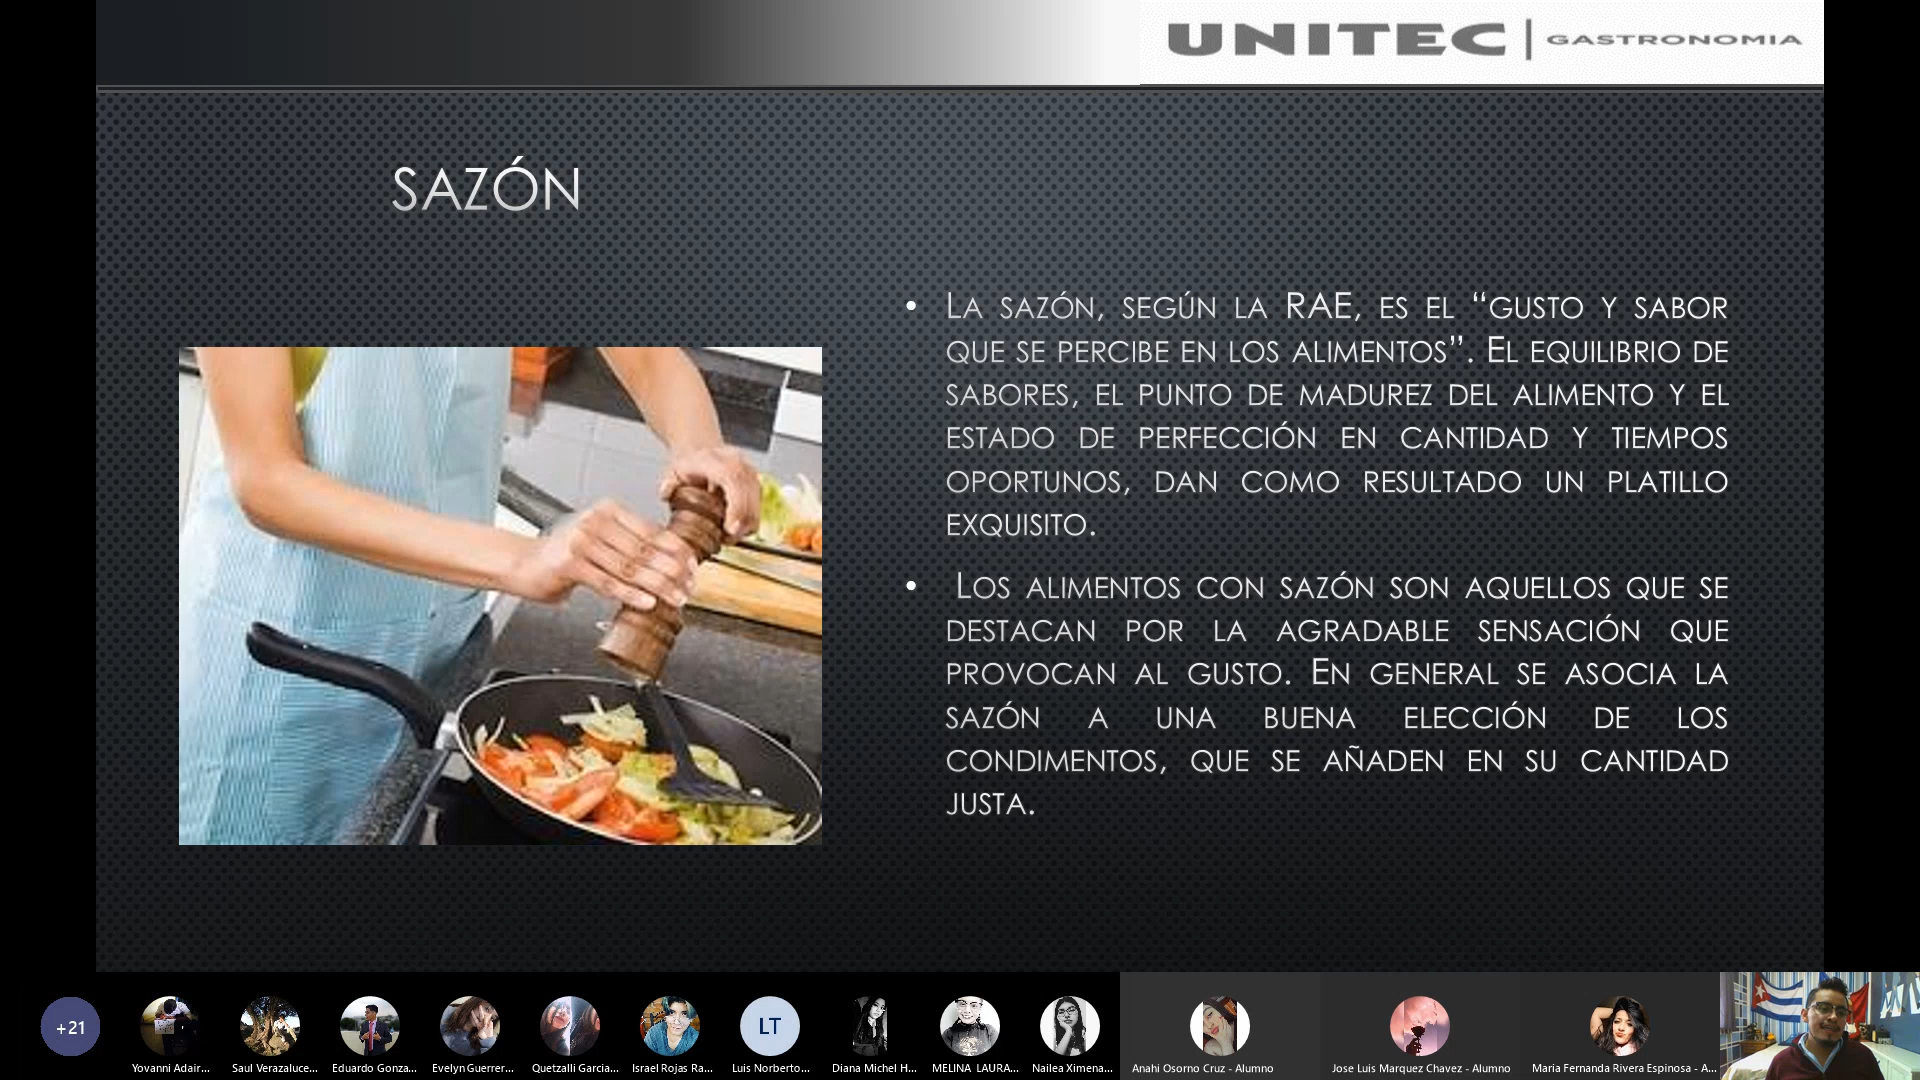 UNITEC | GASTRONOMIA
SAZÓN
• LA SAZÓN, SEGÚN LA RAE, ES EL “GUSTO Y SABOR
QUE SE PERCIBE EN LOS ALIMENTOS”. EL EQUILIBRIO DE
SABORES, EL PUNTO DE MADUREZ DEL ALIMENTO Y EL
ESTADO DE PERFECCIÓN EN CANTIDAD Y TIEMPOS
OPORTUNOS, DAN COMO RESULTADO UN PLATILLO
EXQUISITO.
• LOS ALIMENTOS CON SAZÓN SON AQUELLOS QUE SE
DESTACAN POR LA AGRADABLE SENSACIÓN QUE
PROVOCAN AL GUSTO. EN GENERAL SE ASOCIA LA
SAZÓN A UNA BUENA ELECCIÓN DE LOS
CONDIMENTOS, QUE SE AÑADEN EN SU CANTIDAD
JUSTA.
+21
LT
Yovanni Adair...
Saul Verazaluce...
Eduardo Gonza...
Evelyn Guerrer...
Quetzalli Garcia...
Israel Rojas Ra...
Luis Norberto...
Diana Michel H...
MELINA LAURA...
Nailea Ximena...
Anahi Osorno Cruz - Alumno
Jose Luis Marquez Chavez - Alumno
Maria Fernanda Rivera Espinosa - A...